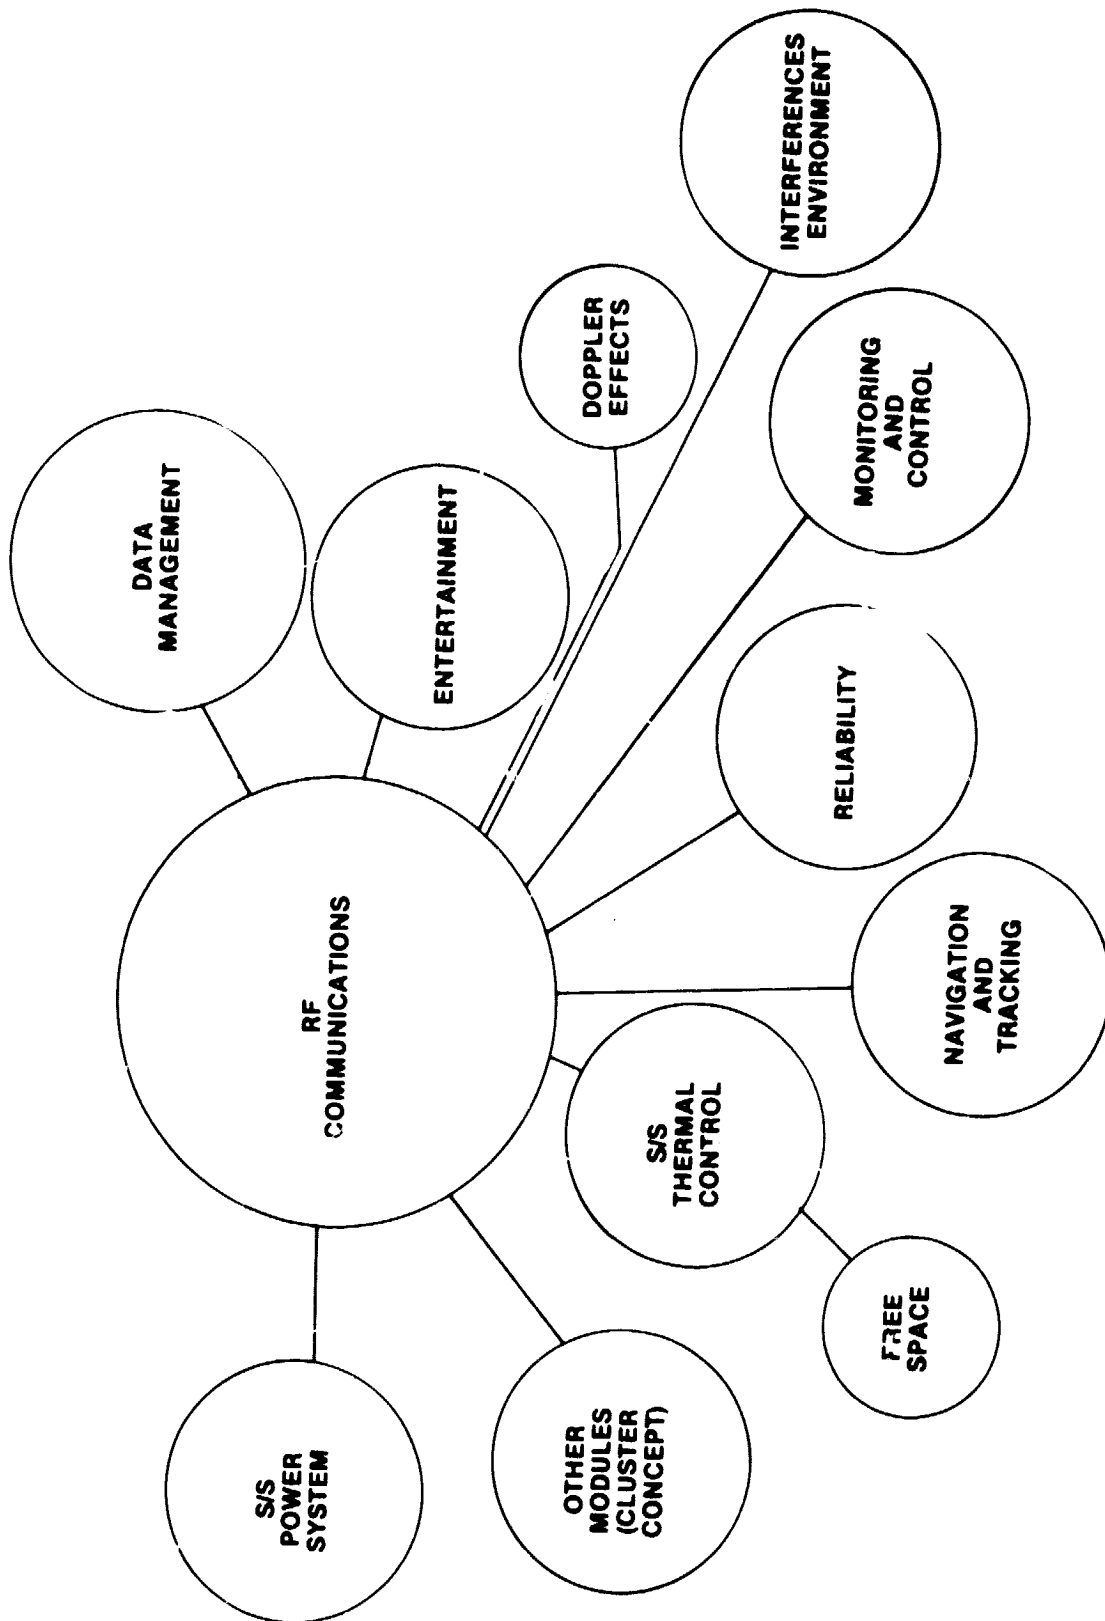 DATA
MANAGEMENT
ENTERTAINMENT
DOPPLER
EFFECTS
INTERFERENCES
ENVIRONMENT
RF
COMMUNICATIONS
S/S
POWER
SYSTEM
OTHER
MODULES
(CLUSTER
CONCEPT)
S/S
THERMAL
CONTROL
FREE
SPACE
NAVIGATION
AND
TRACKING
RELIABILITY
MONITORING
AND
CONTROL